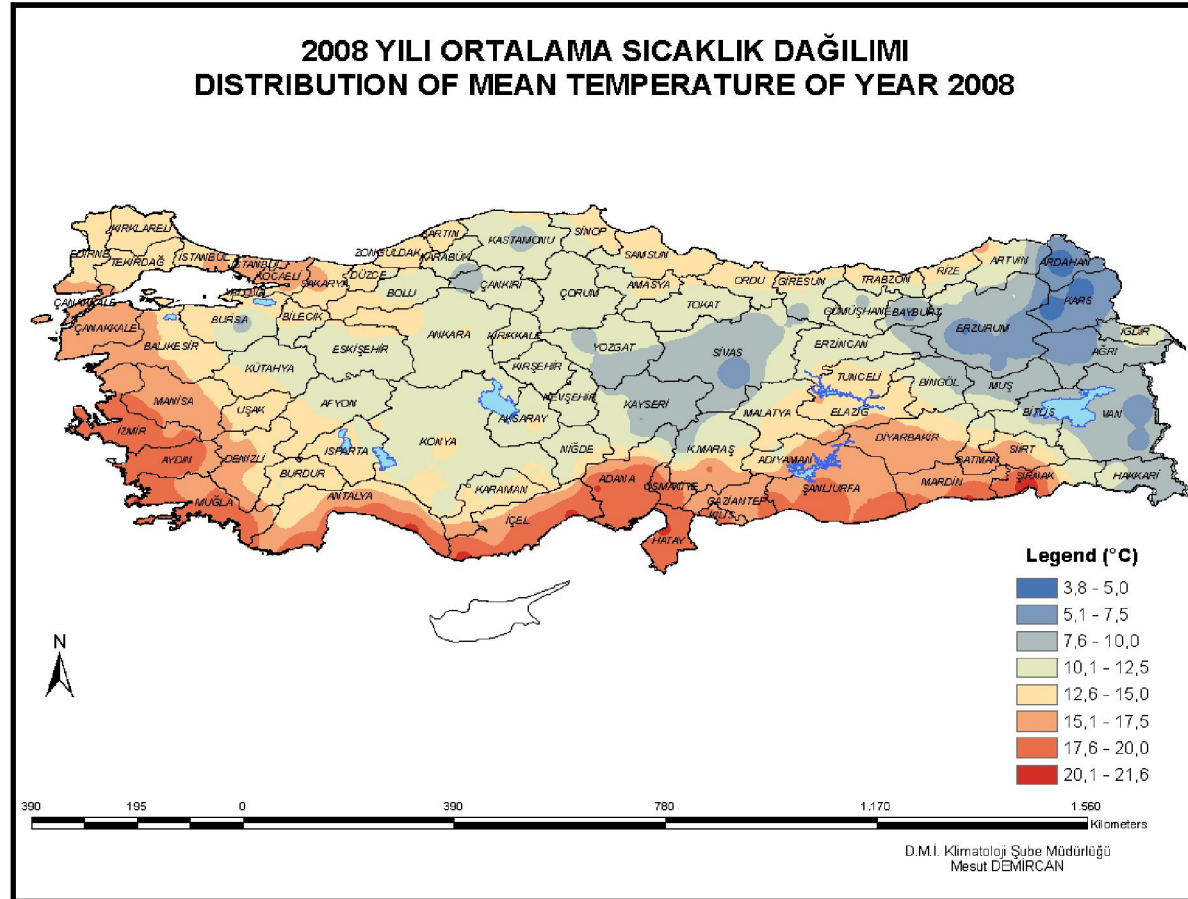 2008 YILI ORTALAMA SICAKLIK DAĞILIMI
DISTRIBUTION OF MEAN TEMPERATURE OF YEAR 2008
KIRKLARELİ
EDİRNE
TEKİRDAĞ
İSTANBUL
İSTANBUL
KOCAELİ
SAKARYA
DÜZCE
ZONGULDAK
BARTIN
KARABÜK
KASTAMONU
SİNOP
SAMSUN
ORDU
GİRESUN
TRABZON
RİZE
ARTVİN
ARDAHAN
KARS
ÇANAKKALE
ÇANAKKALE
BURSA
BİLECİK
BOLU
ÇANKIRI
ÇORUM
AMASYA
TOKAT
GÜMÜŞHANE
BAYBURT
ERZURUM
IĞDIR
AĞRI
BALIKESİR
KÜTAHYA
ESKİŞEHİR
ANKARA
KIRIKKALE
YOZGAT
SİVAS
ERZİNCAN
TUNCELİ
BİNGÖL
MUŞ
BİTLİS
VAN
MANİSA
UŞAK
AFYON
KIRŞEHİR
NEVŞEHİR
KAYSERİ
MALATYA
ELAZIĞ
DİYARBAKIR
İZMİR
AYDIN
DENİZLİ
ISPARTA
BURDUR
KONYA
AKSARAY
NİĞDE
K.MARAŞ
ADIYAMAN
BATMAN
SİİRT
ŞIRNAK
HAKKARİ
MUĞLA
ANTALYA
KARAMAN
İÇEL
ADANA
OSMANİYE
GAZİANTEP
KİLİS
ŞANLIURFA
MARDİN
HATAY
Legend (°C)
3,8 - 5,0
5,1 - 7,5
7,6 - 10,0
10,1 - 12,5
12,6 - 15,0
15,1 - 17,5
17,6 - 20,0
20,1 - 21,6
N
390 195 0 390 780 1.170 1.560
Kilometers
D.M.İ. Klimatoloji Şube Müdürlüğü
Mesut DEMİRCAN